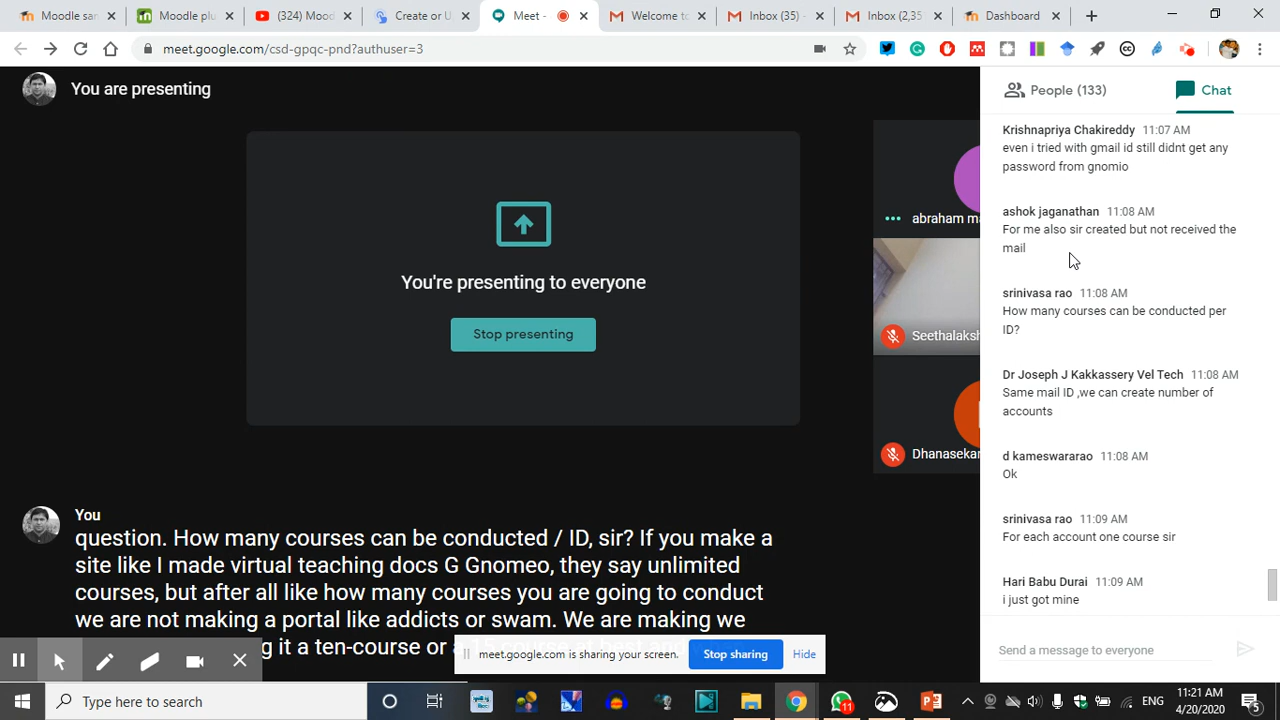 Moodle san
Moodle plu
(324) Mood
Create or U
Meet -
Welcome to
Inbox (35) -
Inbox (2,35
Dashboard
meet.google.com/csd-gpqc-pnd?authuser=3
You are presenting
People (133)
Chat
You're presenting to everyone
Stop presenting
abraham ma
Seethalaksh
Dhanasekar
Krishnapriya Chakireddy 11:07 AM
even i tried with gmail id still didnt get any
password from gnomio
ashok jaganathan 11:08 AM
For me also sir created but not received the
mail
srinivasa rao 11:08 AM
How many courses can be conducted per
ID?
Dr Joseph J Kakkassery Vel Tech 11:08 AM
Same mail ID ,we can create number of
accounts
d kameswararao 11:08 AM
Ok
srinivasa rao 11:09 AM
For each account one course sir
Hari Babu Durai 11:09 AM
i just got mine
Send a message to everyone
You
question. How many courses can be conducted / ID, sir? If you make a
site like I made virtual teaching docs G Gnomeo, they say unlimited
courses, but after all like how many courses you are going to conduct
we are not making a portal like addicts or swam. We are making we
g it a ten-course or
meet.google.com is sharing your screen.
Stop sharing
Hide
Type here to search
11
ENG
11:21 AM
4/20/2020
5